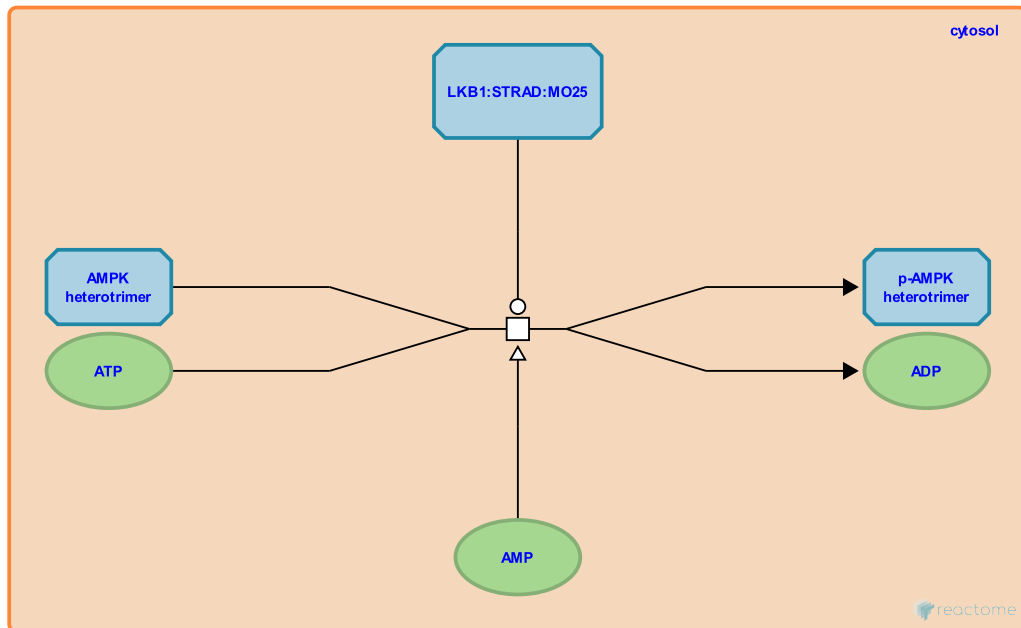 cytosol
LKB1:STRAD:MO25
AMPK
heterotrimer
p-AMPK
heterotrimer
ATP
ADP
AMP
reactome